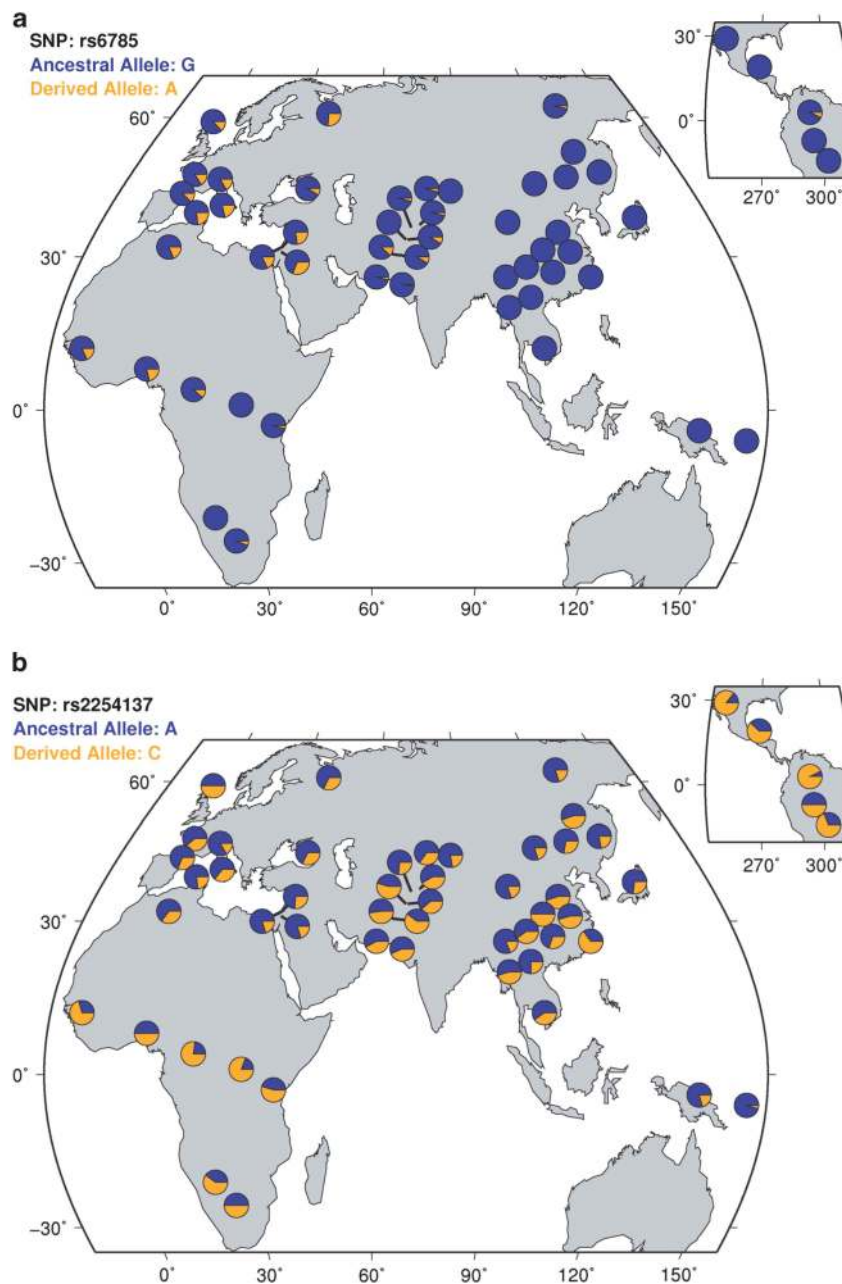 a
SNP: rs6785
Ancestral Allele: G
Derived Allele: A
60˚
30˚
0˚
−30˚
0˚ 30˚ 60˚ 90˚ 120˚ 150˚
30˚
0˚
270˚ 300˚
b
SNP: rs2254137
Ancestral Allele: A
Derived Allele: C
60˚
30˚
0˚
−30˚
0˚ 30˚ 60˚ 90˚ 120˚ 150˚
30˚
0˚
270˚ 300˚